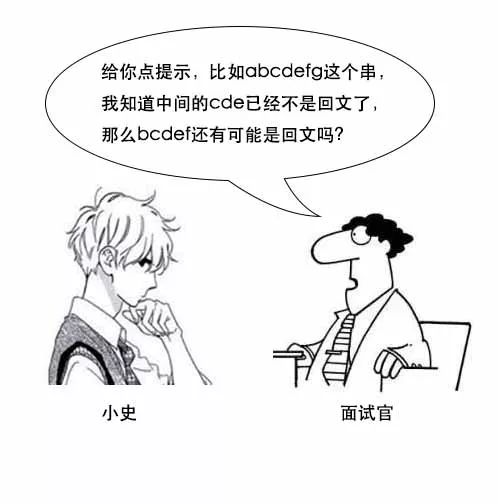 给你点提示，比如abcdefg这个串，
我知道中间的cde已经不是回文了，
那么bcdef还有可能是回文吗？
小史
面试官